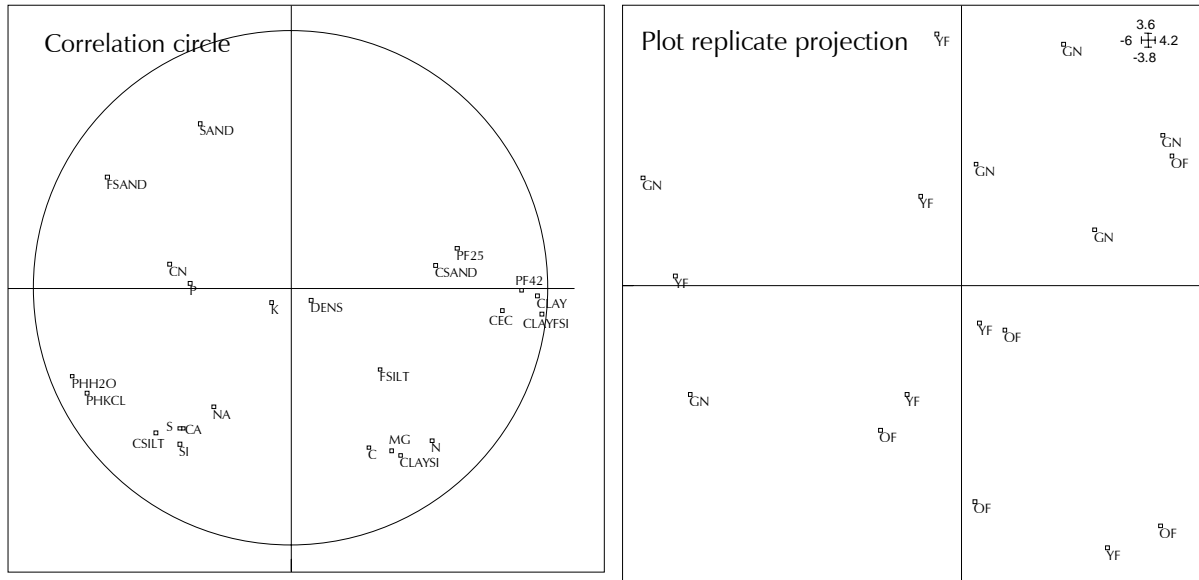 Correlation circle
SAND
FSAND
CN
P
K
DENS
PF25
CSAND
PF42
CLAY
CEC
CLAYFSI
FSILT
PHH2O
PHKCL
NA
S
CA
CSILT
SI
MG
N
C
CLAYSI
Plot replicate projection
YF
GN
3.6
-6
4.2
-3.8
GN
OF
GN
GN
YF
GN
YF
YF
OF
GN
YF
OF
OF
OF
YF